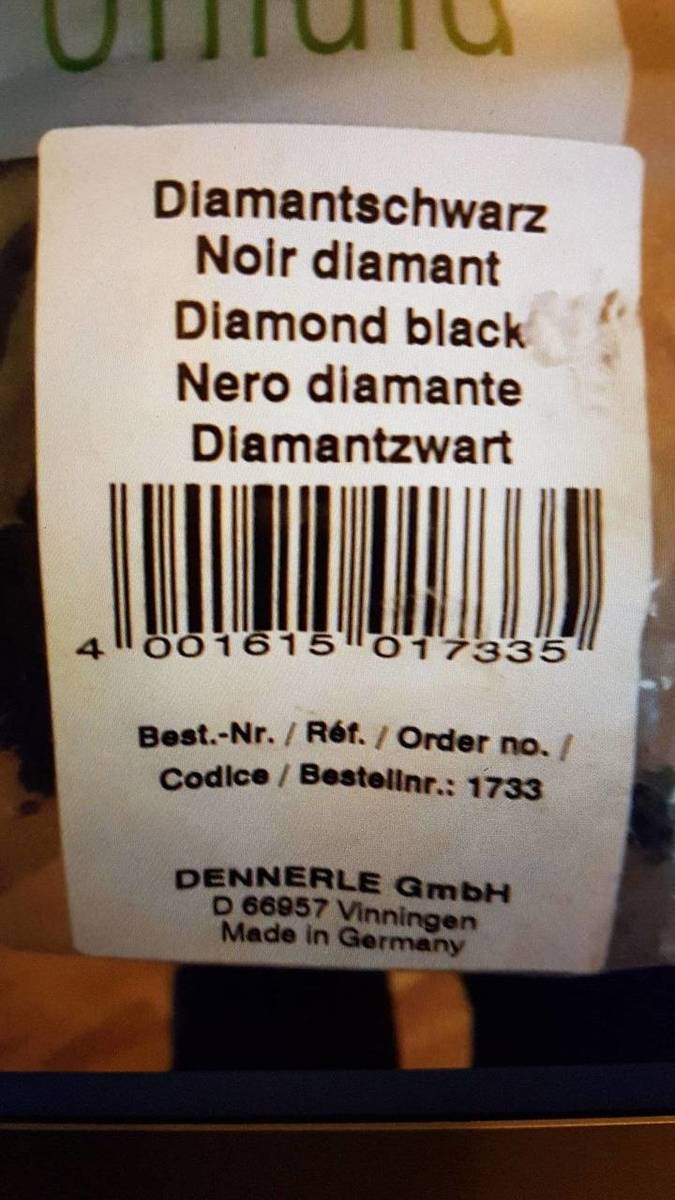 Diamantschwarz
Noir diamant
Diamond black
Nero diamante
Diamantzwart
4 001615 017335
Best.-Nr. / Réf. / Order no. /
Codice / Bestellnr.: 1733
DENNERLE GmbH
D 66957 Vinningen
Made in Germany